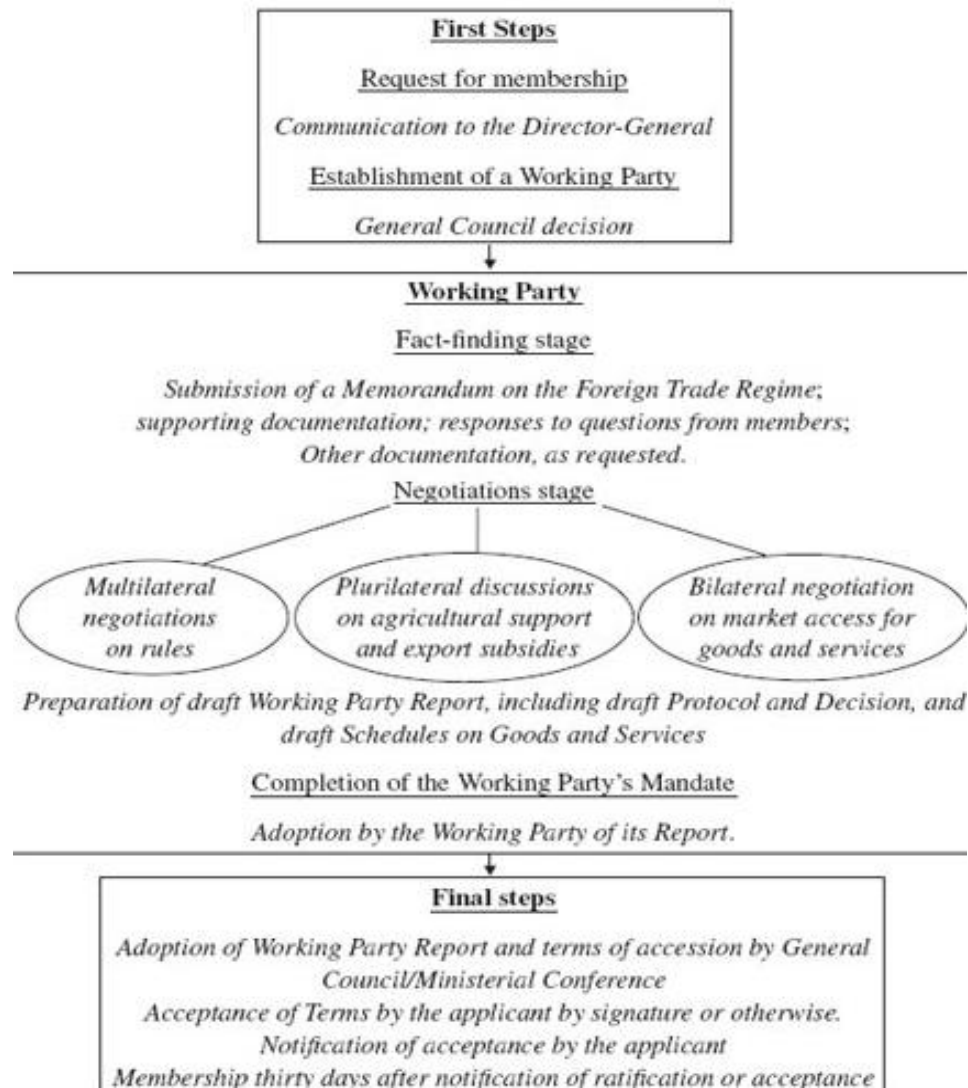 First Steps
Request for membership
Communication to the Director-General
Establishment of a Working Party
General Council decision
Working Party
Fact-finding stage
Submission of a Memorandum on the Foreign Trade Regime;
supporting documentation; responses to questions from members;
Other documentation, as requested.
Negotiations stage
Multilateral
negotiations
on rules
Plurilateral discussions
on agricultural support
and export subsidies
Bilateral negotiation
on market access for
goods and services
Preparation of draft Working Party Report, including draft Protocol and Decision, and
draft Schedules on Goods and Services
Completion of the Working Party's Mandate
Adoption by the Working Party of its Report.
Final steps
Adoption of Working Party Report and terms of accession by General
Council/Ministerial Conference
Acceptance of Terms by the applicant by signature or otherwise.
Notification of acceptance by the applicant
Membership thirty days after notification of ratification or acceptance